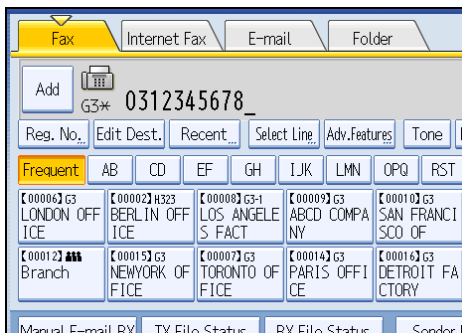 Fax Internet Fax E-mail Folder
Add G3* 0312345678_
Reg. No. Edit Dest. Recent Select Line Adv.Features Tone
Frequent AB CD EF GH IJK LMN OPQ RST
【00006】G3 【00002】H323 【00008】G3-1 【00009】G3 【00010】G3
LONDON OFF BERLIN OFF LOS ANGELE ABCD COMPA SAN FRANCI
ICE ICE S FACT NY SCO OF
【00012】 【00015】G3 【00007】G3 【00014】G3 【00016】G3
Branch NEWYORK OF TORONTO OF PARIS OFFI DETROIT FA
FICE FICE CE CTORY
Manual E-mail RX TX File Status RX File Status Sender